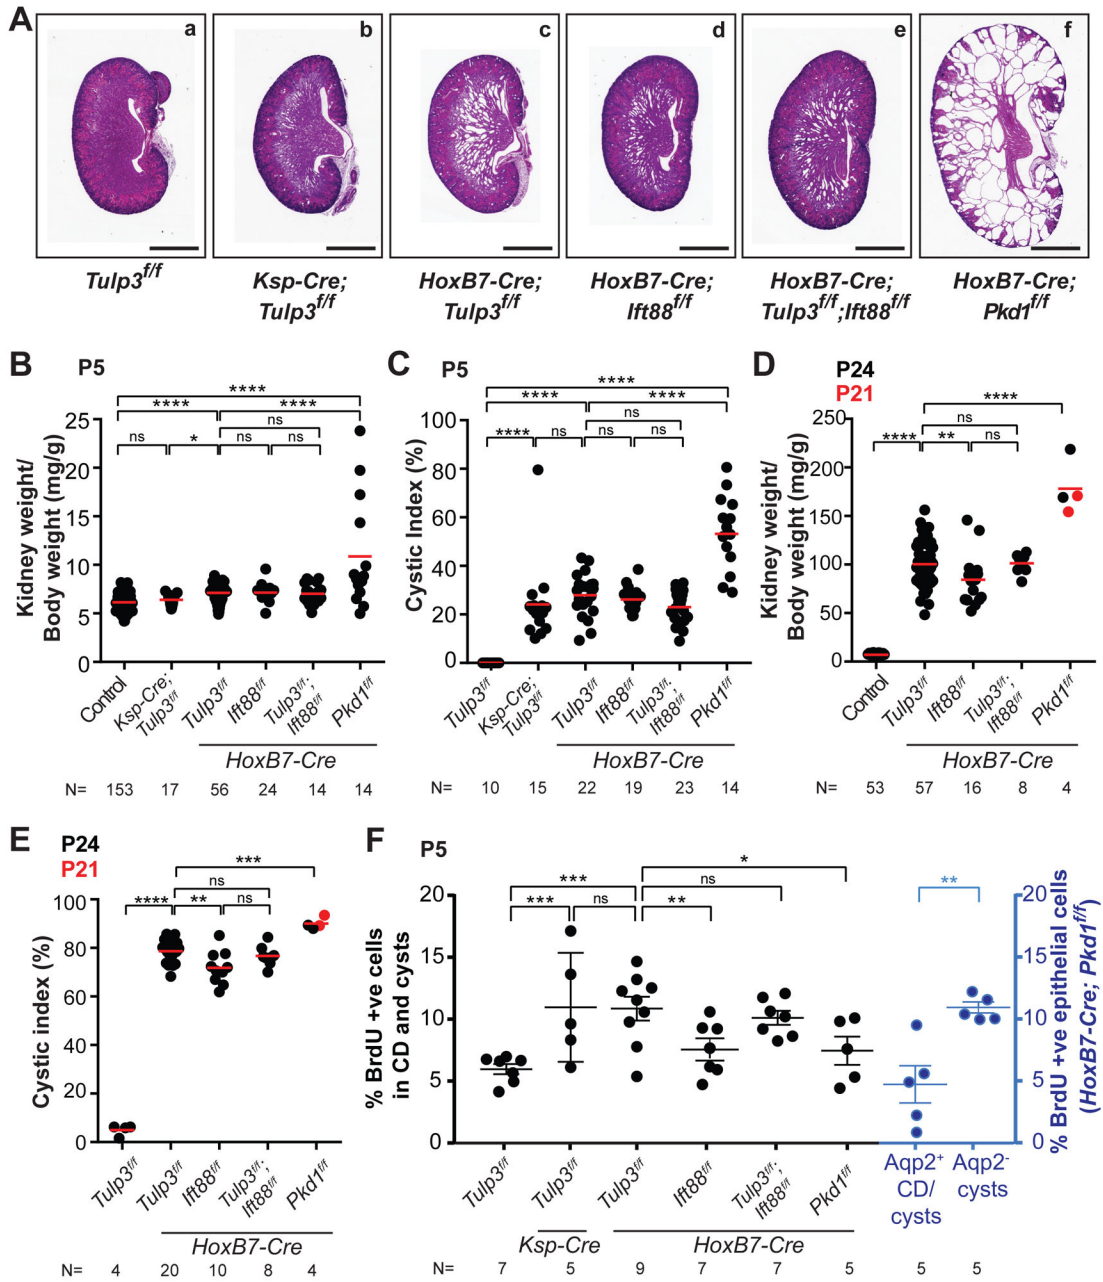 A
a
b
c
d
e
f
Tulp3f/f
Ksp-Cre;
Tulp3f/f
HoxB7-Cre;
Tulp3f/f
HoxB7-Cre;
Ift88f/f
HoxB7-Cre;
Tulp3f/f;Ift88f/f
HoxB7-Cre;
Pkd1f/f
B
P5
****
****
****
ns
ns
*
ns
ns
Kidney weight/
Body weight (mg/g)
25
20
15
10
5
0
Control
Ksp-Cre;
Tulp3f/f
Tulp3f/f
Ift88f/f
Tulp3f/f;
Ift88f/f
Pkd1f/f
HoxB7-Cre
N= 153 17 56 24 14 14
C
P5
****
****
****
ns
****
ns
ns
ns
Cystic Index (%)
100
80
60
40
20
0
Tulp3f/f
Ksp-Cre;
Tulp3f/f
Tulp3f/f
Ift88f/f
Tulp3f/f;
Ift88f/f
Pkd1f/f
HoxB7-Cre
N= 10 15 22 19 23 14
D
P24
P21
****
ns
****
**
ns
Kidney weight/
Body weight (mg/g)
250
200
150
100
50
0
Control
Tulp3f/f
Ift88f/f
Tulp3f/f;
Ift88f/f
Pkd1f/f
HoxB7-Cre
N= 53 57 16 8 4
E
P24
P21
***
ns
****
**
ns
Cystic index (%)
100
80
60
40
20
0
Tulp3f/f
Tulp3f/f
Ift88f/f
Tulp3f/f;
Ift88f/f
Pkd1f/f
HoxB7-Cre
N= 4 20 10 8 4
F
P5
*
***
ns
***
ns
**
**
% BrdU +ve cells
in CD and cysts
20
15
10
5
0
20
15
10
5
0
% BrdU +ve epithelial cells
(HoxB7-Cre; Pkd1f/f)
Tulp3f/f
Tulp3f/f
Tulp3f/f
Ift88f/f
Tulp3f/f;
Ift88f/f
Pkd1f/f
Aqp2+
CD/
cysts
Aqp2-
cysts
Ksp-Cre
HoxB7-Cre
N= 7 5 9 7 7 5 5 5